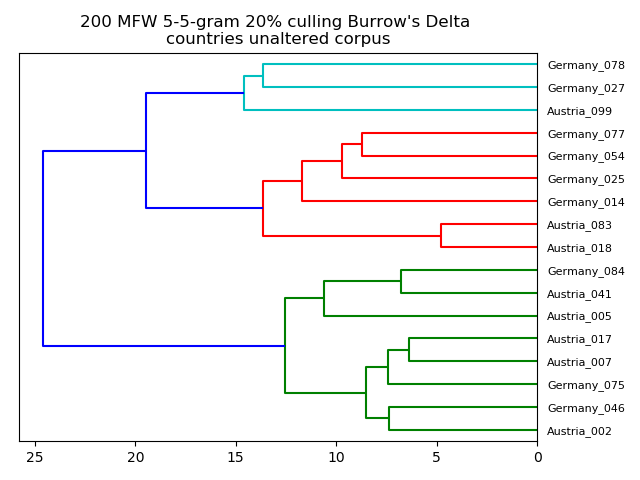 200 MFW 5-5-gram 20% culling Burrow's Delta
countries unaltered corpus
Germany_078
Germany_027
Austria_099
Germany_077
Germany_054
Germany_025
Germany_014
Austria_083
Austria_018
Germany_084
Austria_041
Austria_005
Austria_017
Austria_007
Germany_075
Germany_046
Austria_002
25 20 15 10 5 0